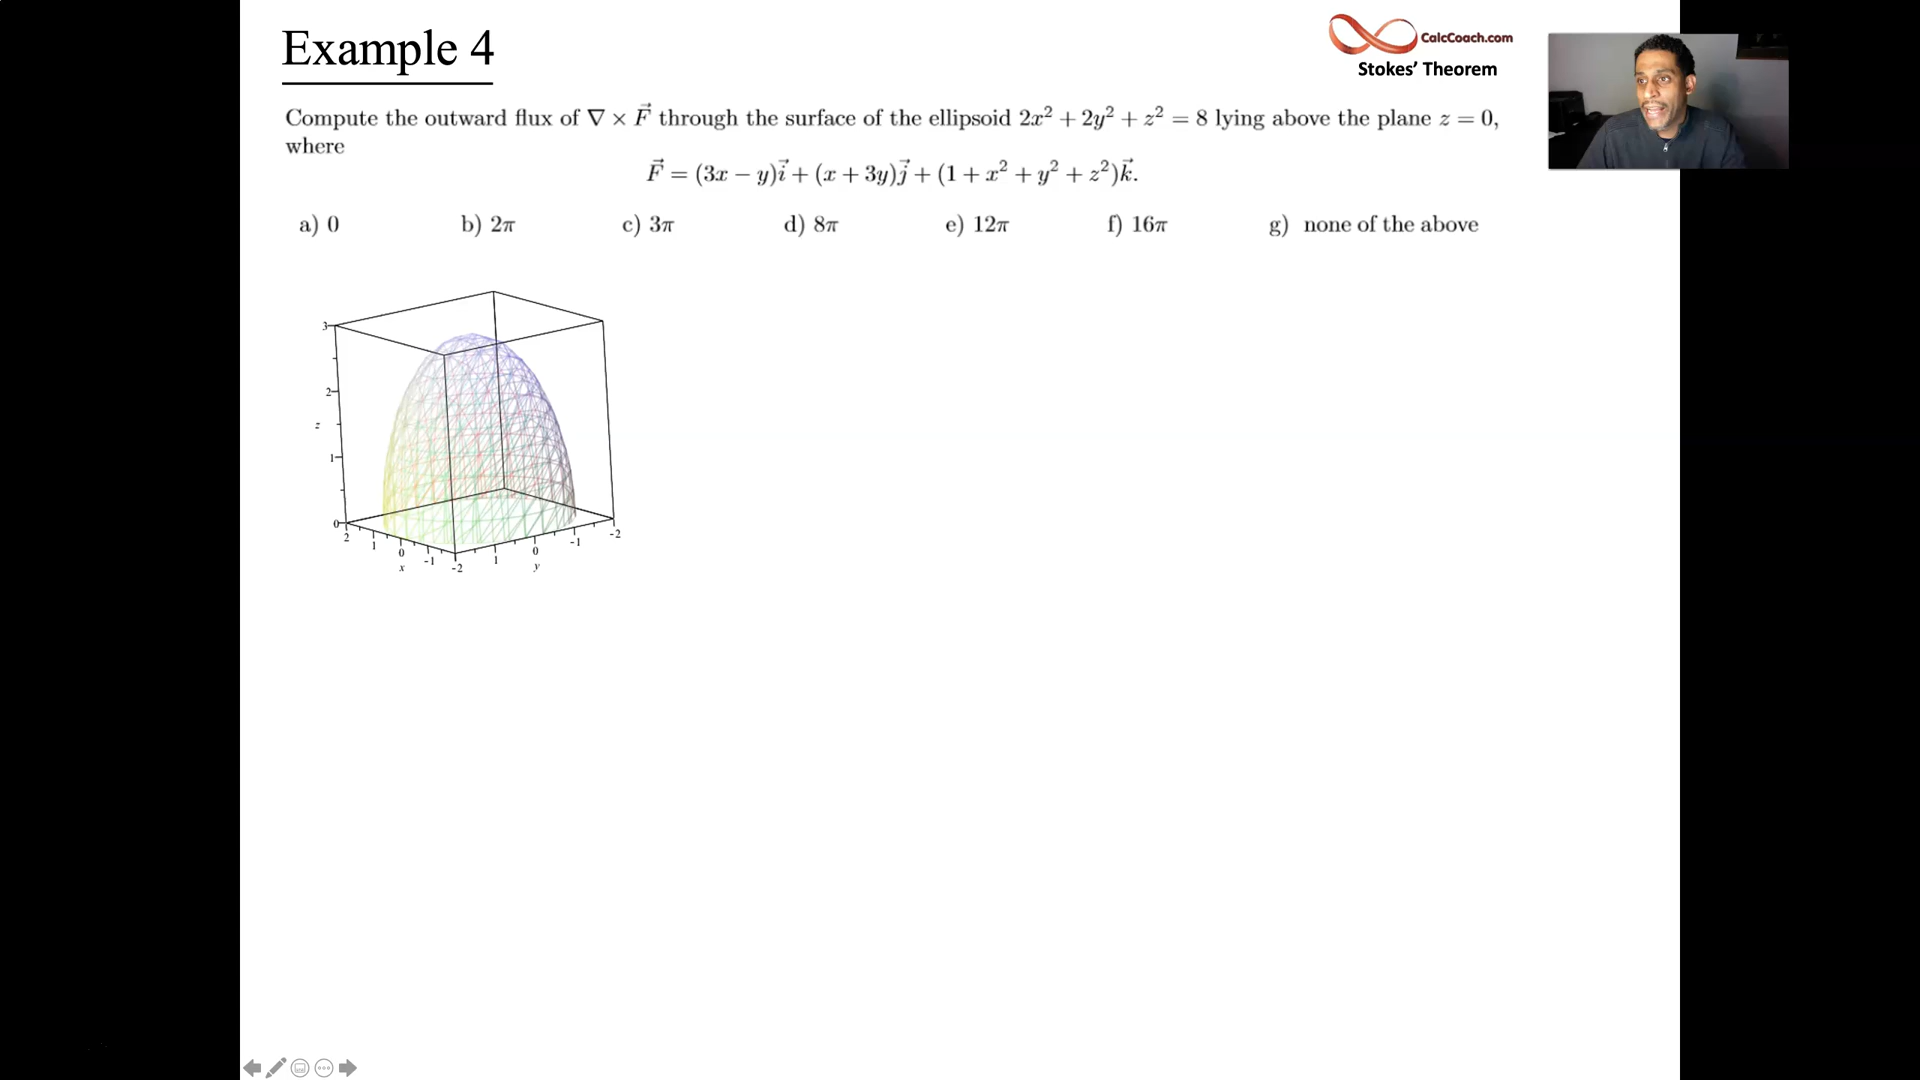 Example 4
CalcCoach.com
Stokes' Theorem
Compute the outward flux of ∇ × F⃗ through the surface of the ellipsoid 2x² + 2y² + z² = 8 lying above the plane z = 0,
where
F⃗ = (3x − y)i⃗ + (x + 3y)j⃗ + (1 + x² + y² + z²)k⃗.
a) 0 b) 2π c) 3π d) 8π e) 12π f) 16π g) none of the above
3
2
z
1
0
2 1 0 -1 -2 1 0 -1 -2
x y